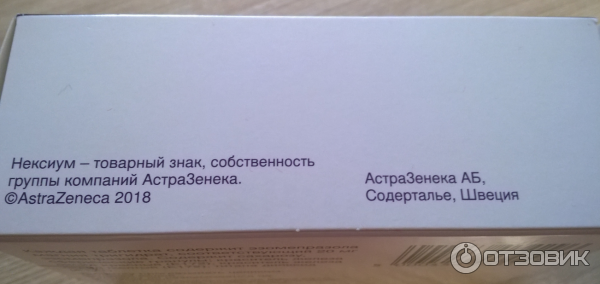 Нексиум – товарный знак, собственность
группы компаний АстраЗенека.
©AstraZeneca 2018
АстраЗенека АБ,
Содерталье, Швеция
ОТЗОВИК